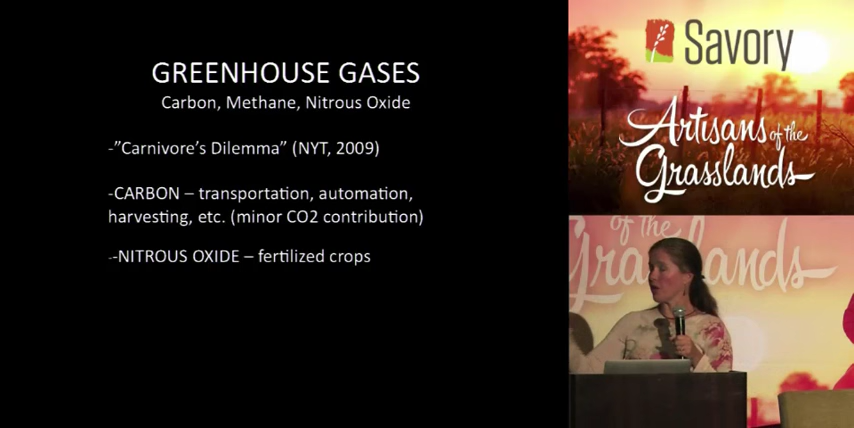 GREENHOUSE GASES
Carbon, Methane, Nitrous Oxide
-"Carnivore's Dilemma" (NYT, 2009)
-CARBON – transportation, automation,
harvesting, etc. (minor CO2 contribution)
--NITROUS OXIDE – fertilized crops
Savory
Artisans of the
Grasslands
of the
Grasslands